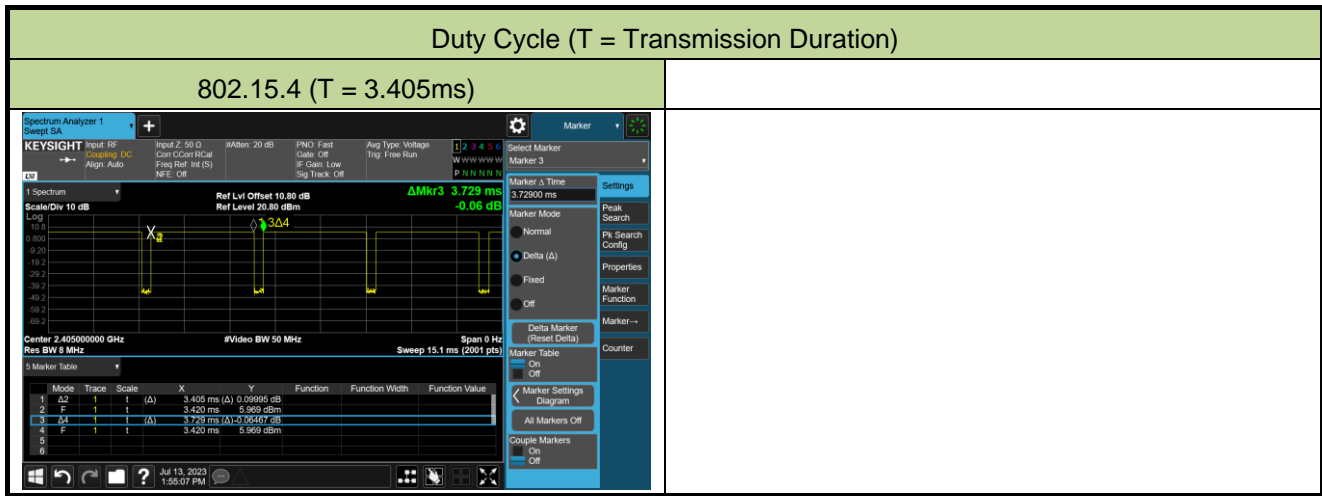 Duty Cycle (T = Transmission Duration)
802.15.4 (T = 3.405ms)
Spectrum Analyzer 1
Swept SA
+
Marker
KEYSIGHT Input: RF Input Z: 50 Ω #Atten: 20 dB PNO: Fast Avg Type: Voltage 1 2 3 4 5 6
Coupling: DC Corr CCorr RCal Gate: Off Trig: Free Run
Align: Auto Freq Ref: Int (S) IF Gain: Low W W W W W W
LXI NFE: Off Sig Track: Off P N N N N N
Select Marker
Marker 3
1 Spectrum
Scale/Div 10 dB
Ref Lvl Offset 10.80 dB
Ref Level 20.80 dBm
ΔMkr3 3.729 ms
-0.06 dB
Log
10.8
0.800
-9.20
-19.2
-29.2
-39.2
-49.2
-59.2
-69.2
3Δ4
Center 2.405000000 GHz #Video BW 50 MHz Span 0 Hz
Res BW 8 MHz Sweep 15.1 ms (2001 pts)
5 Marker Table
Mode Trace Scale X Y Function Function Width Function Value
1 Δ2 1 t (Δ) 3.405 ms (Δ) 0.09995 dB
2 F 1 t 3.420 ms 5.969 dBm
3 Δ4 1 t (Δ) 3.729 ms (Δ) -0.06467 dB
4 F 1 t 3.420 ms 5.969 dBm
5
6
Marker Δ Time
3.72900 ms
Marker Mode
Normal
Delta (Δ)
Fixed
Off
Delta Marker
(Reset Delta)
Marker Table
On
Off
Marker Settings
Diagram
All Markers Off
Couple Markers
On
Off
Settings
Peak
Search
Pk Search
Config
Properties
Marker
Function
Marker→
Counter
? Jul 13, 2023
1:55:07 PM